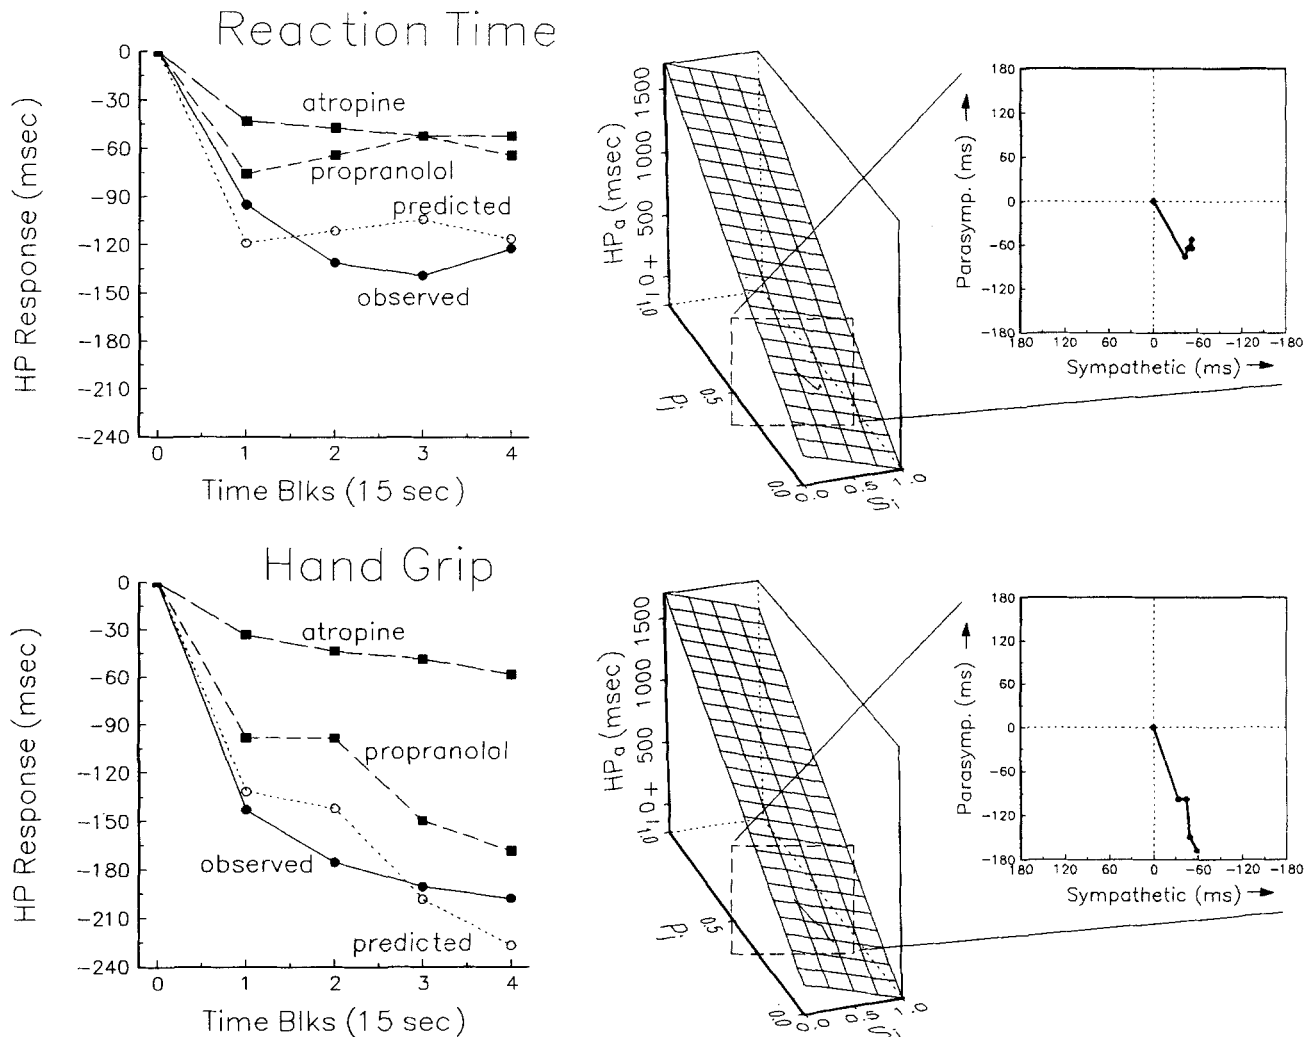 Reaction Time
HP Response (msec)
0
-30
-60
-90
-120
-150
-180
-210
-240
atropine
propranolol
predicted
observed
0 1 2 3 4
Time Blks (15 sec)
HPa (msec)
1500
1000
500
0+
1.0
0.5
0.0
Pj
0.0 0.5 1.0
Si
Parasymp. (ms)
180
120
60
0
-60
-120
-180
180 120 60 0 -60 -120 -180
Sympathetic (ms)
Hand Grip
HP Response (msec)
0
-30
-60
-90
-120
-150
-180
-210
-240
atropine
propranolol
observed
predicted
0 1 2 3 4
Time Blks (15 sec)
HPa (msec)
1500
1000
500
0+
1.0
0.5
0.0
Pj
0.0 0.5 1.0
Si
Parasymp. (ms)
180
120
60
0
-60
-120
-180
180 120 60 0 -60 -120 -180
Sympathetic (ms)